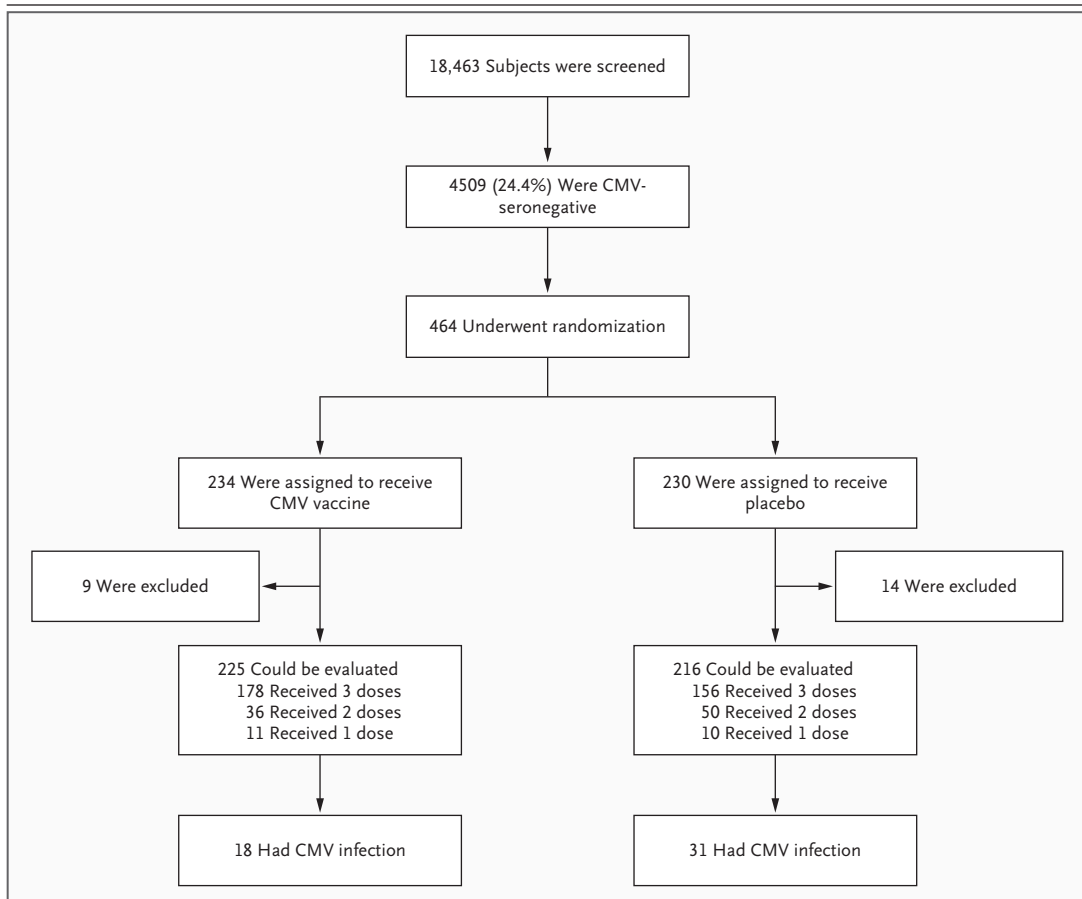 18,463 Subjects were screened
4509 (24.4%) Were CMV-
seronegative
464 Underwent randomization
234 Were assigned to receive
CMV vaccine
230 Were assigned to receive
placebo
9 Were excluded
14 Were excluded
225 Could be evaluated
178 Received 3 doses
36 Received 2 doses
11 Received 1 dose
216 Could be evaluated
156 Received 3 doses
50 Received 2 doses
10 Received 1 dose
18 Had CMV infection
31 Had CMV infection